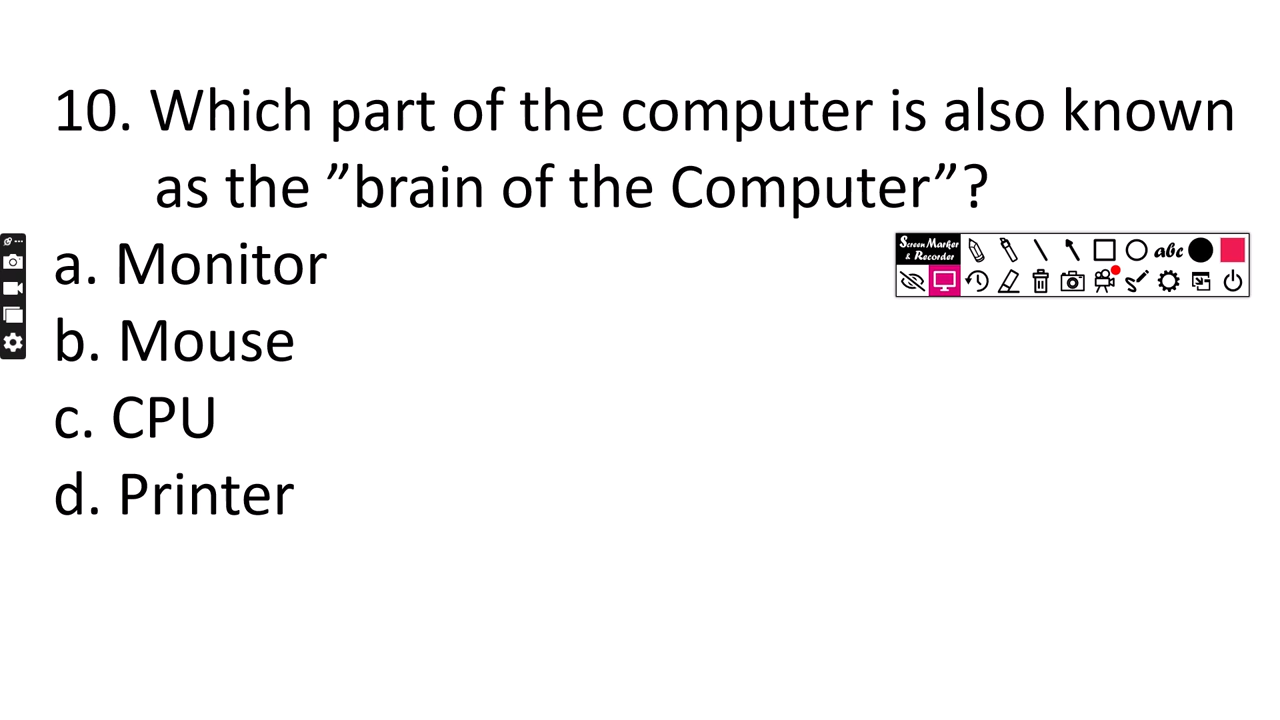 10. Which part of the computer is also known
as the ”brain of the Computer”?
a. Monitor
b. Mouse
c. CPU
d. Printer
Screen Marker
& Recorder
abc